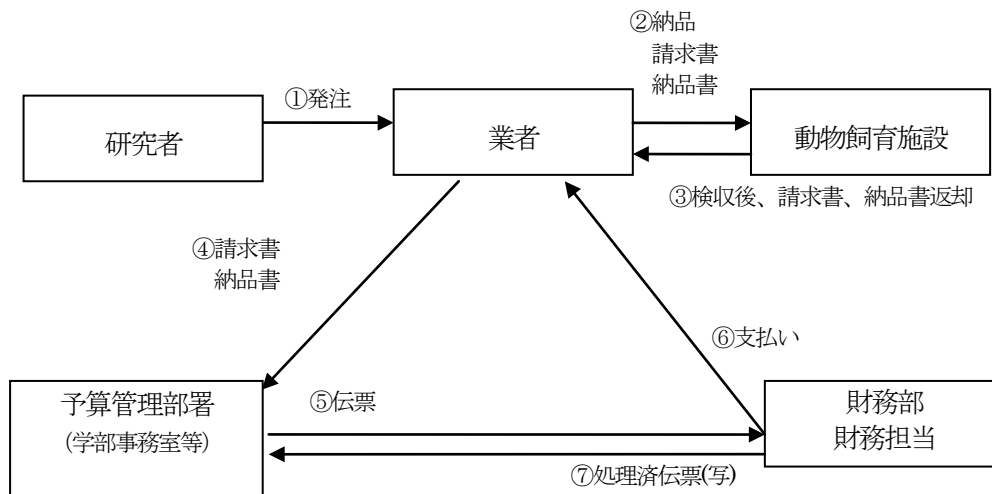 ②納品
請求書
納品書
①発注
研究者
業者
動物飼育施設
③検収後、請求書、納品書返却
④請求書
納品書
⑥支払い
予算管理部署
(学部事務室等)
⑤伝票
財務部
財務担当
⑦処理済伝票(写)